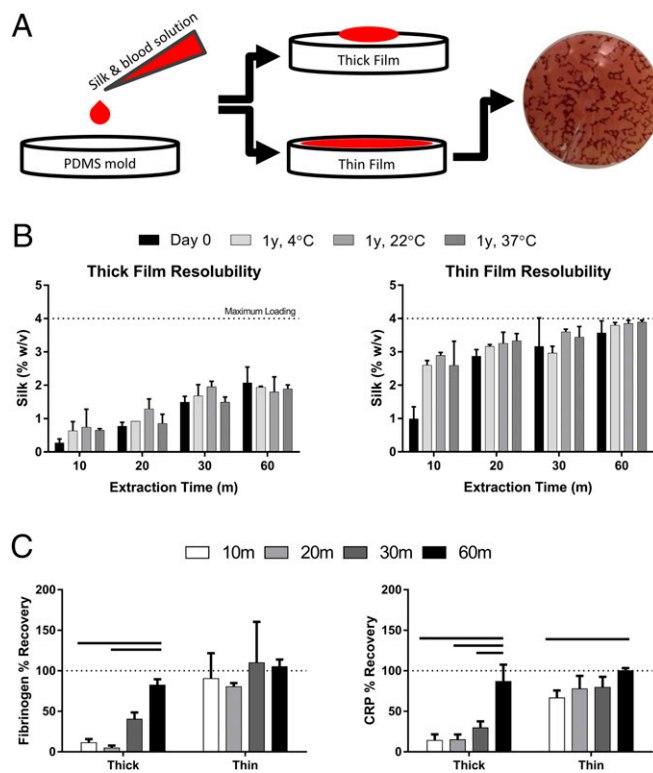 A
Silk & blood solution
PDMS mold
Thick Film
Thin Film
B
Day 0 1y, 4°C 1y, 22°C 1y, 37°C
Thick Film Resolubility
Maximum Loading
Silk (% w/v)
5
4
3
2
1
0
10 20 30 60
Extraction Time (m)
Thin Film Resolubility
Silk (% w/v)
5
4
3
2
1
0
10 20 30 60
Extraction Time (m)
C
10m 20m 30m 60m
Fibrinogen % Recovery
200
150
100
50
0
Thick Thin
CRP % Recovery
200
150
100
50
0
Thick Thin